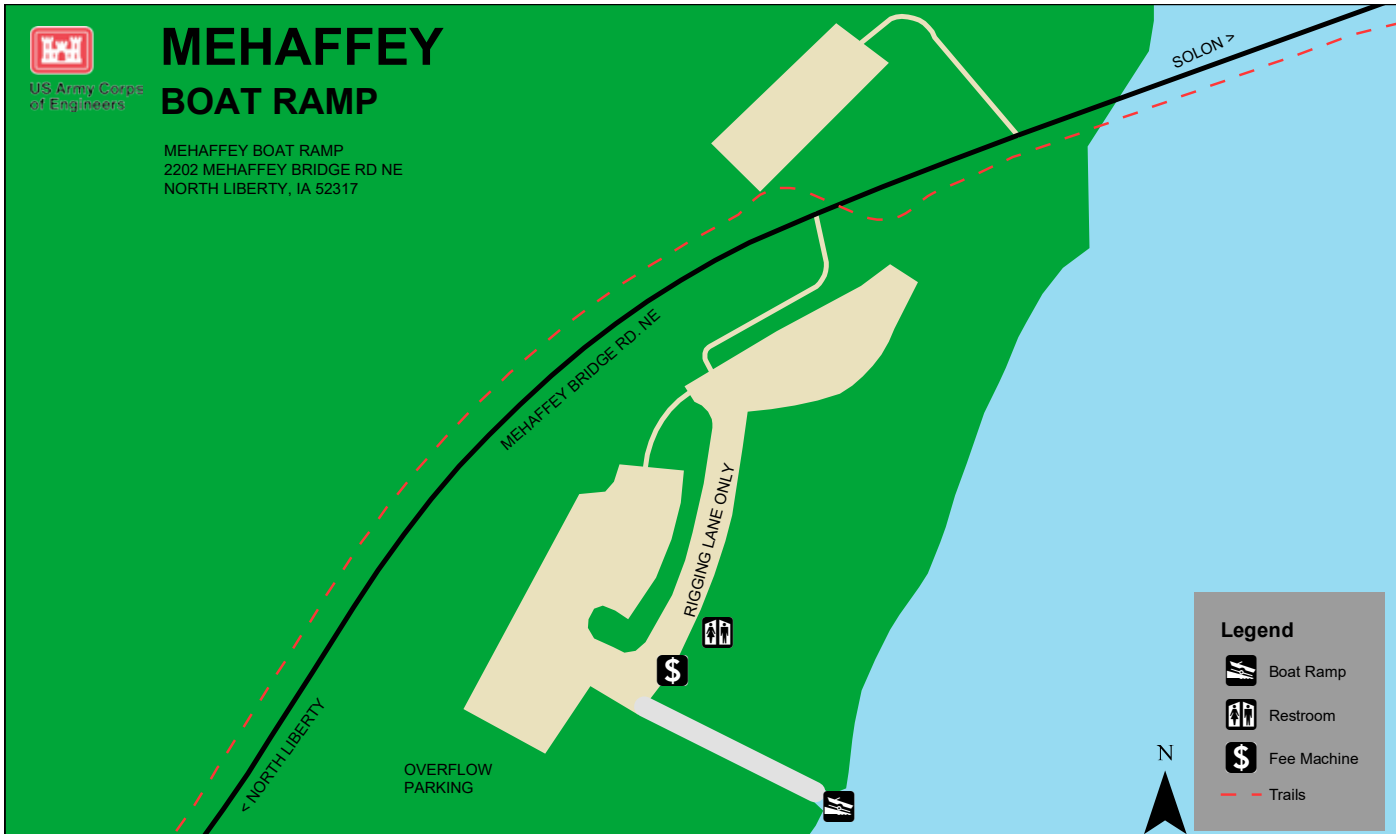 US Army Corps
of Engineers
MEHAFFEY
BOAT RAMP
MEHAFFEY BOAT RAMP
2202 MEHAFFEY BRIDGE RD NE
NORTH LIBERTY, IA 52317
SOLON >
MEHAFFEY BRIDGE RD. NE
RIGGING LANE ONLY
$
< NORTH LIBERTY
OVERFLOW
PARKING
N
Legend
Boat Ramp
Restroom
$ Fee Machine
Trails